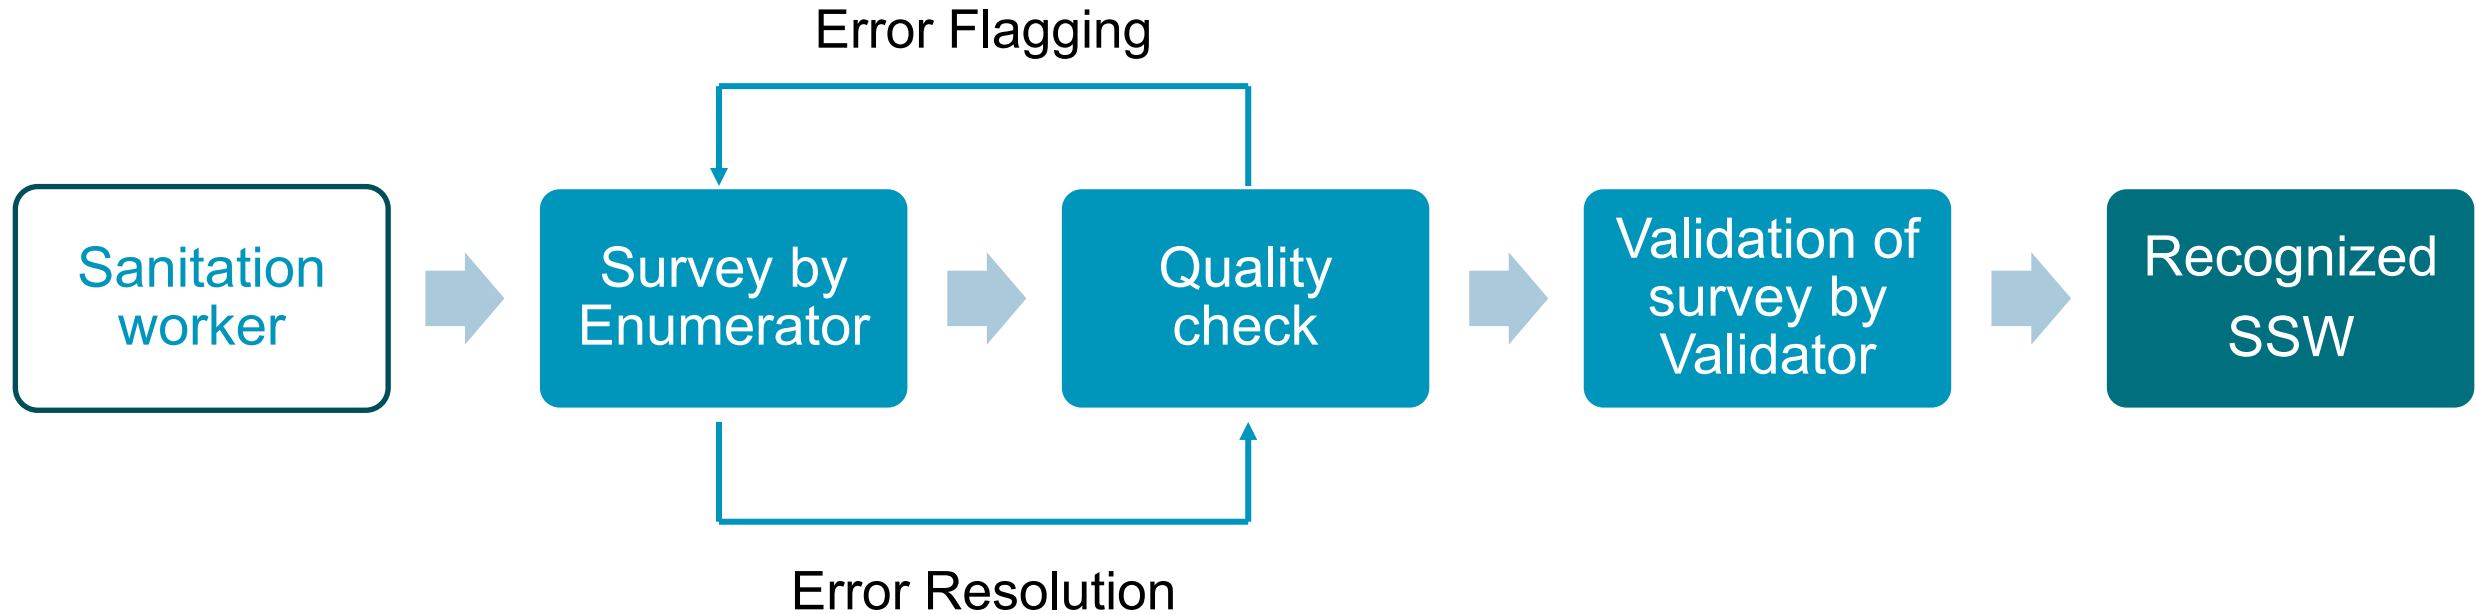 Error Flagging
Sanitation
worker
Survey by
Enumerator
Quality
check
Validation of
survey by
Validator
Recognized
SSW
Error Resolution